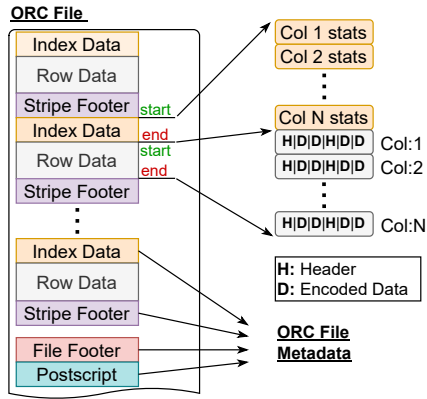 ORC File
Index Data
Row Data
Stripe Footer
start
Index Data
end
start
Row Data
end
Stripe Footer
Index Data
Row Data
Stripe Footer
File Footer
Postscript
Col 1 stats
Col 2 stats
Col N stats
H|D|D|H|D|D Col:1
H|D|D|H|D|D Col:2
H|D|D|H|D|D Col:N
H: Header
D: Encoded Data
ORC File
Metadata